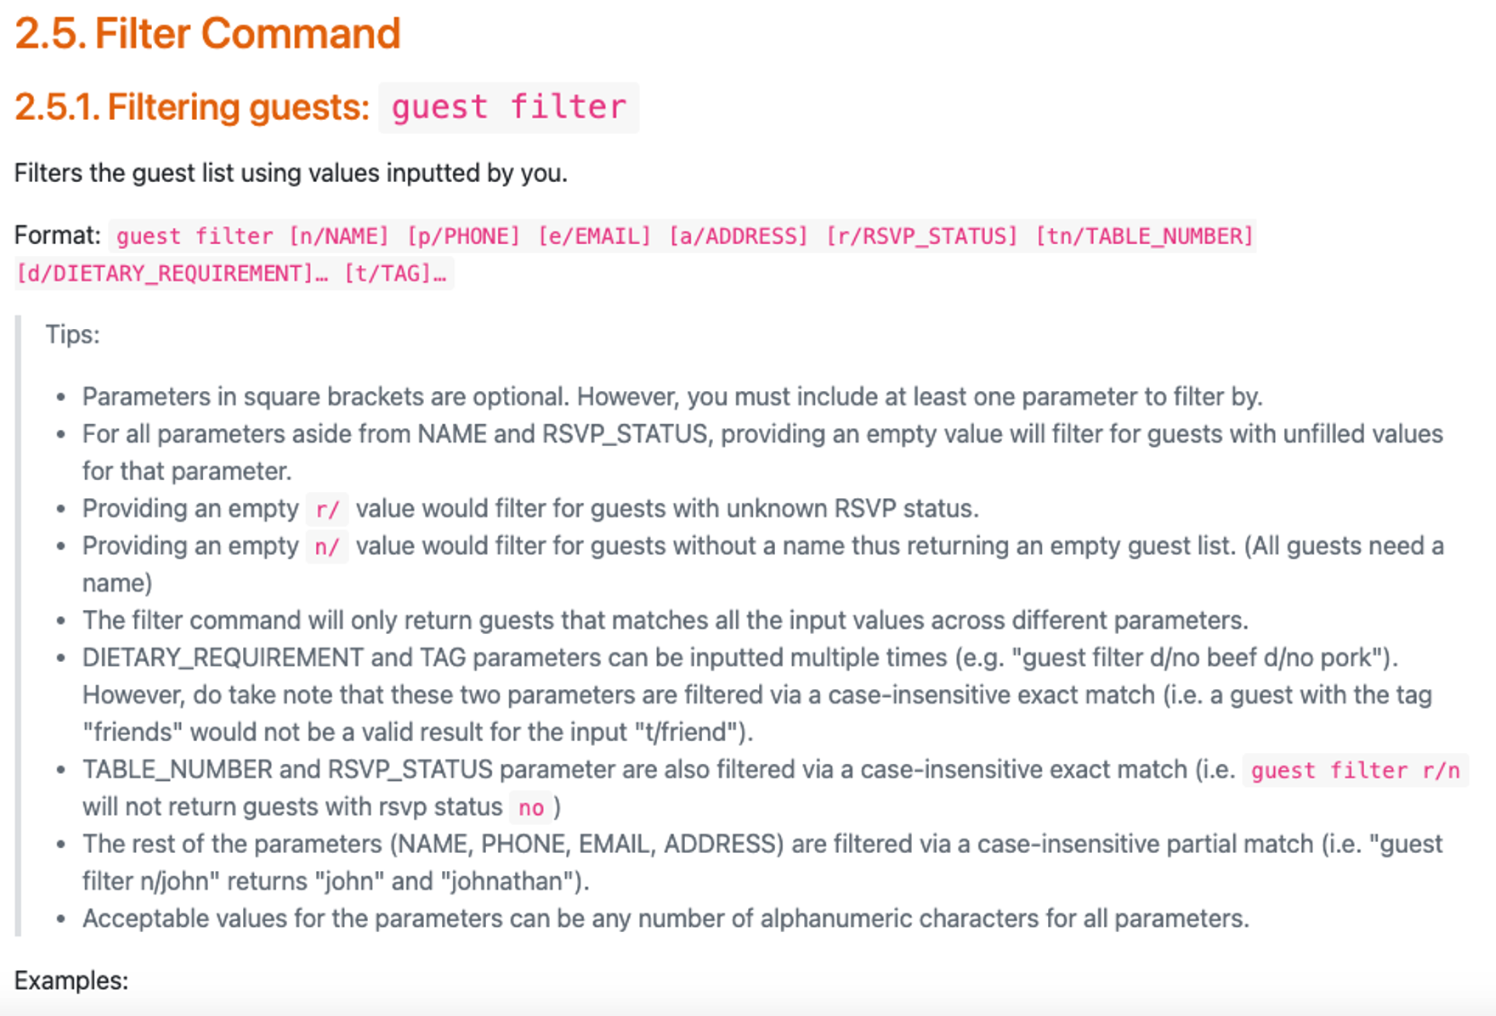 2.5. Filter Command
2.5.1. Filtering guests: guest filter
Filters the guest list using values inputted by you.
Format: guest filter [n/NAME] [p/PHONE] [e/EMAIL] [a/ADDRESS] [r/RSVP_STATUS] [tn/TABLE_NUMBER]
[d/DIETARY_REQUIREMENT]… [t/TAG]…
Tips:
• Parameters in square brackets are optional. However, you must include at least one parameter to filter by.
• For all parameters aside from NAME and RSVP_STATUS, providing an empty value will filter for guests with unfilled values
for that parameter.
• Providing an empty r/ value would filter for guests with unknown RSVP status.
• Providing an empty n/ value would filter for guests without a name thus returning an empty guest list. (All guests need a
name)
• The filter command will only return guests that matches all the input values across different parameters.
• DIETARY_REQUIREMENT and TAG parameters can be inputted multiple times (e.g. "guest filter d/no beef d/no pork").
However, do take note that these two parameters are filtered via a case-insensitive exact match (i.e. a guest with the tag
"friends" would not be a valid result for the input "t/friend").
• TABLE_NUMBER and RSVP_STATUS parameter are also filtered via a case-insensitive exact match (i.e. guest filter r/n
will not return guests with rsvp status no )
• The rest of the parameters (NAME, PHONE, EMAIL, ADDRESS) are filtered via a case-insensitive partial match (i.e. "guest
filter n/john" returns "john" and "johnathan").
• Acceptable values for the parameters can be any number of alphanumeric characters for all parameters.
Examples: